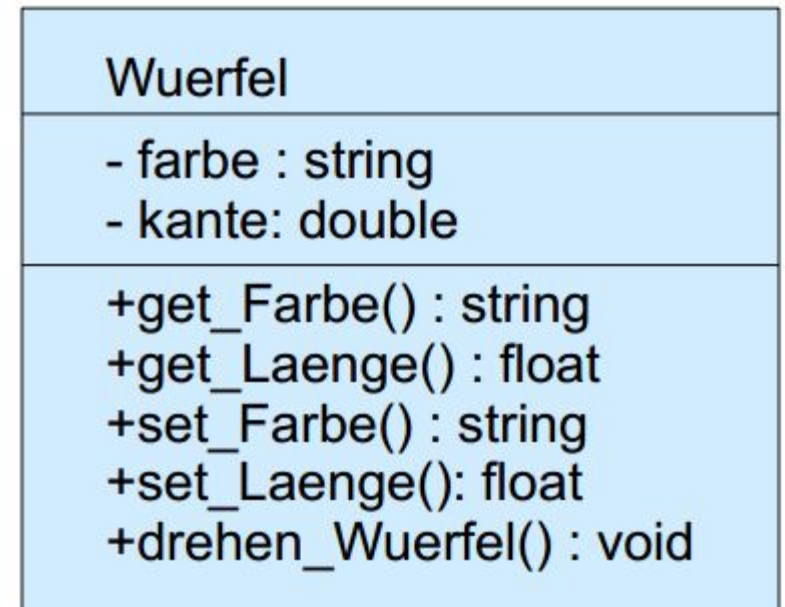 Wuerfel
- farbe : string
- kante: double
+get_Farbe() : string
+get_Laenge() : float
+set_Farbe() : string
+set_Laenge(): float
+drehen_Wuerfel() : void